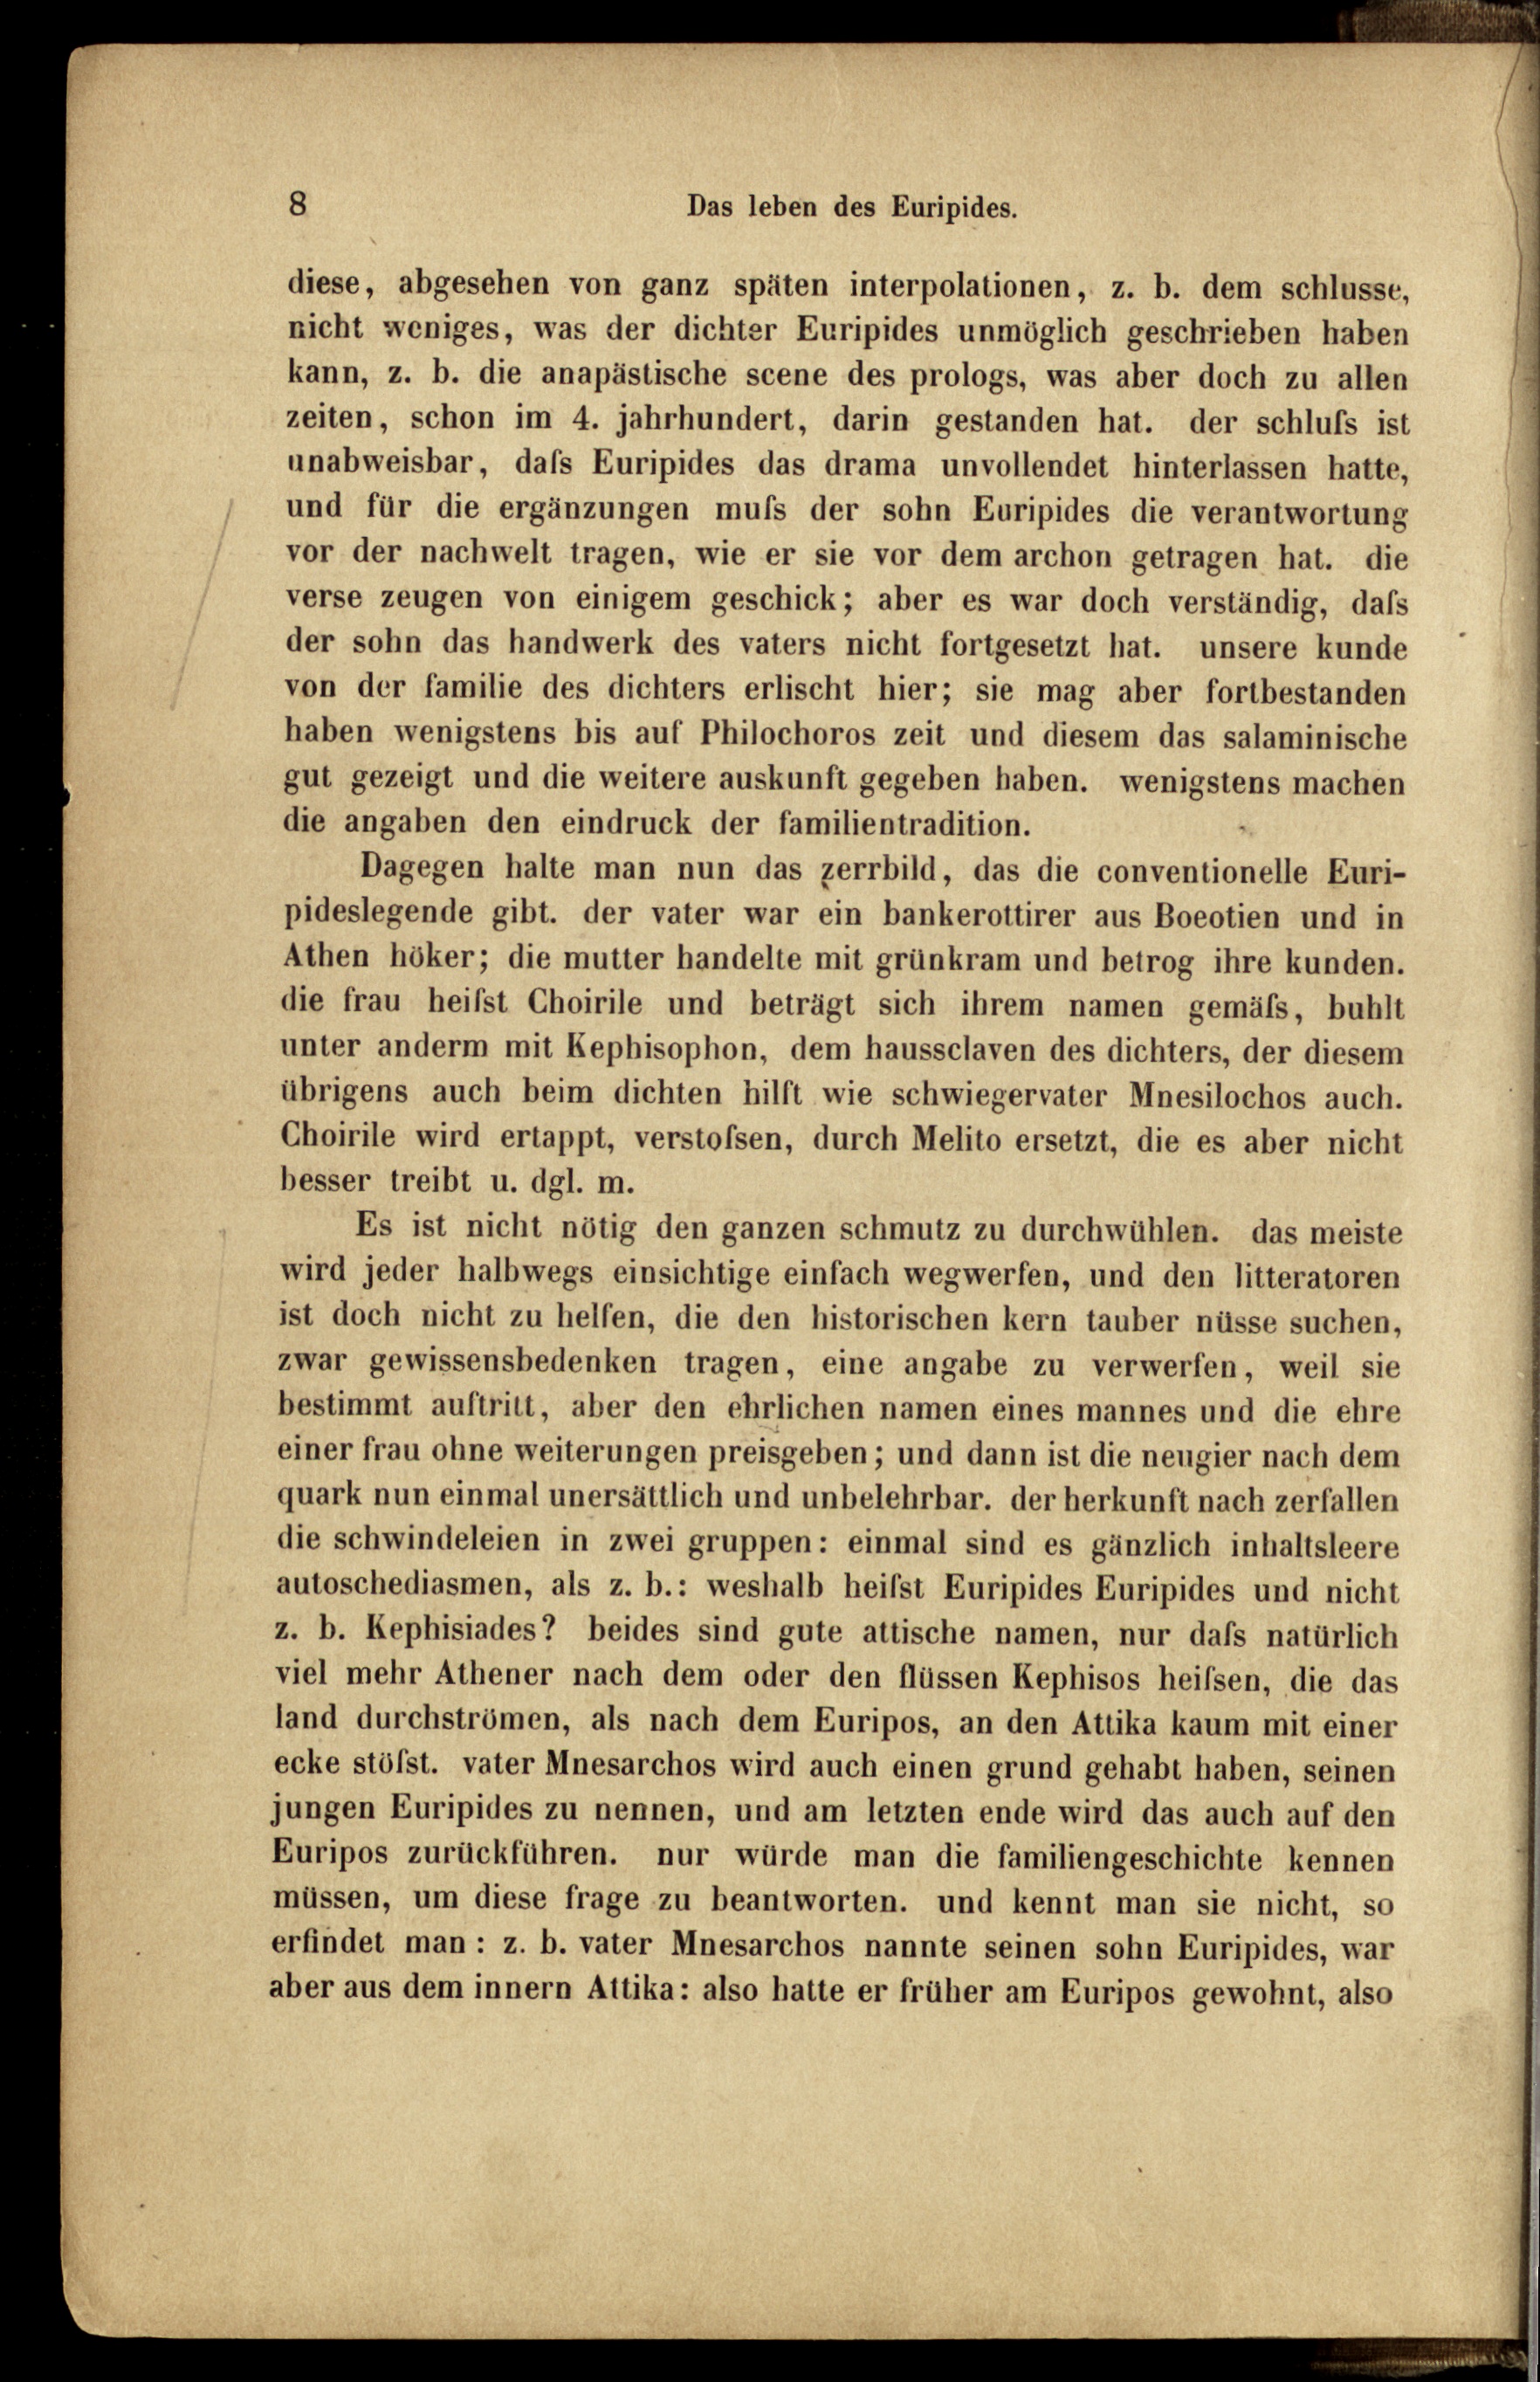 8
Das leben des Euripides.
diese, abgesehen von ganz späten interpolationen, z. b. dem schlusse,
nicht weniges, was der dichter Euripides unmöglich geschrieben haben
kann, z. b. die anapästische scene des prologs, was aber doch zu allen
zeiten, schon im 4. jahrhundert, darin gestanden hat. der schluſs ist
unabweisbar, daſs Euripides das drama unvollendet hinterlassen hatte,
und für die ergänzungen muſs der sohn Euripides die verantwortung
vor der nachwelt tragen, wie er sie vor dem archon getragen hat. die
verse zeugen von einigem geschick; aber es war doch verständig, daſs
der sohn das handwerk des vaters nicht fortgesetzt hat. unsere kunde
von der familie des dichters erlischt hier; sie mag aber fortbestanden
haben wenigstens bis auf Philochoros zeit und diesem das salaminische
gut gezeigt und die weitere auskunft gegeben haben. wenigstens machen
die angaben den eindruck der familientradition.
Dagegen halte man nun das zerrbild, das die conventionelle Euri-
pideslegende gibt. der vater war ein bankerottirer aus Boeotien und in
Athen höker; die mutter handelte mit grünkram und betrog ihre kunden.
die frau heiſst Choirile und beträgt sich ihrem namen gemäſs, buhlt
unter anderm mit Kephisophon, dem haussclaven des dichters, der diesem
übrigens auch beim dichten hilft wie schwiegervater Mnesilochos auch.
Choirile wird ertappt, verstoſsen, durch Melito ersetzt, die es aber nicht
besser treibt u. dgl. m.
Es ist nicht nötig den ganzen schmutz zu durchwühlen. das meiste
wird jeder halbwegs einsichtige einfach wegwerfen, und den litteratoren
ist doch nicht zu helfen, die den historischen kern tauber nüsse suchen,
zwar gewissensbedenken tragen, eine angabe zu verwerfen, weil sie
bestimmt auftritt, aber den ehrlichen namen eines mannes und die ehre
einer frau ohne weiterungen preisgeben; und dann ist die neugier nach dem
quark nun einmal unersättlich und unbelehrbar. der herkunft nach zerfallen
die schwindeleien in zwei gruppen: einmal sind es gänzlich inhaltsleere
autoschediasmen, als z. b.: weshalb heiſst Euripides Euripides und nicht
z. b. Kephisiades? beides sind gute attische namen, nur daſs natürlich
viel mehr Athener nach dem oder den flüssen Kephisos heiſsen, die das
land durchströmen, als nach dem Euripos, an den Attika kaum mit einer
ecke stöſst. vater Mnesarchos wird auch einen grund gehabt haben, seinen
jungen Euripides zu nennen, und am letzten ende wird das auch auf den
Euripos zurückführen. nur würde man die familiengeschichte kennen
müssen, um diese frage zu beantworten. und kennt man sie nicht, so
erfindet man: z. b. vater Mnesarchos nannte seinen sohn Euripides, war
aber aus dem innern Attika: also hatte er früher am Euripos gewohnt, also